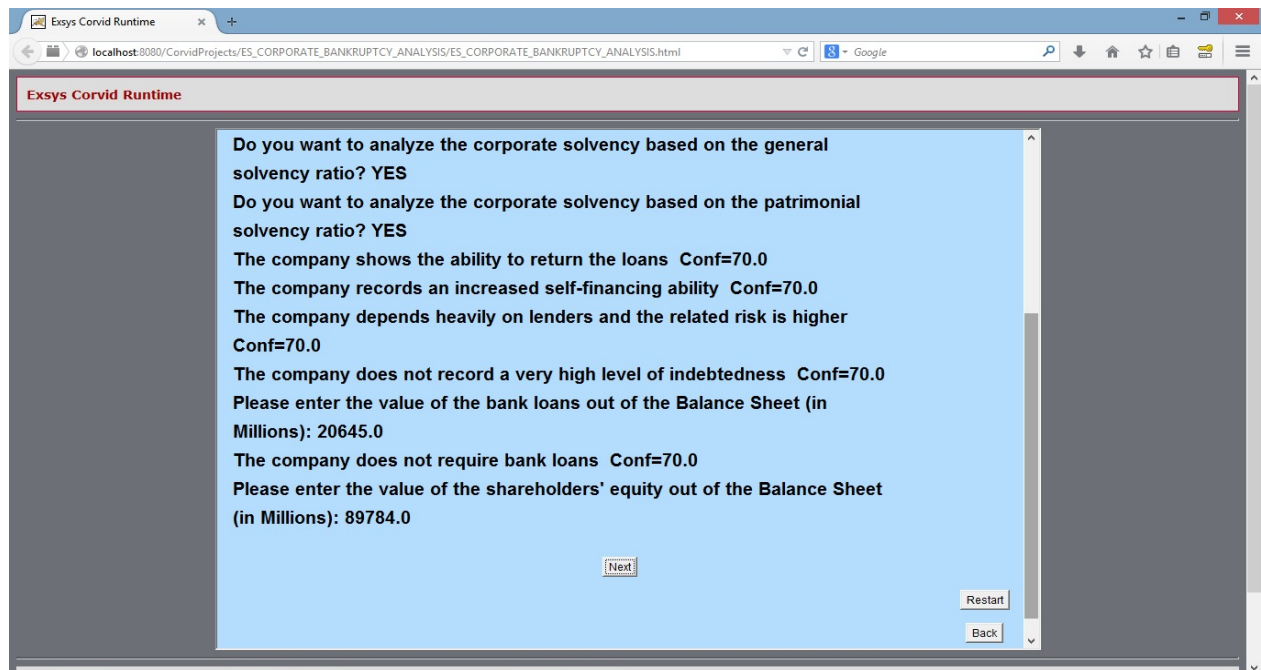 Exsys Corvid Runtime
localhost:8080/CorvidProjects/ES_CORPORATE_BANKRUPTCY_ANALYSIS/ES_CORPORATE_BANKRUPTCY_ANALYSIS.html
Google
Exsys Corvid Runtime
Do you want to analyze the corporate solvency based on the general
solvency ratio? YES
Do you want to analyze the corporate solvency based on the patrimonial
solvency ratio? YES
The company shows the ability to return the loans Conf=70.0
The company records an increased self-financing ability Conf=70.0
The company depends heavily on lenders and the related risk is higher
Conf=70.0
The company does not record a very high level of indebtedness Conf=70.0
Please enter the value of the bank loans out of the Balance Sheet (in
Millions): 20645.0
The company does not require bank loans Conf=70.0
Please enter the value of the shareholders' equity out of the Balance Sheet
(in Millions): 89784.0
Next
Restart
Back